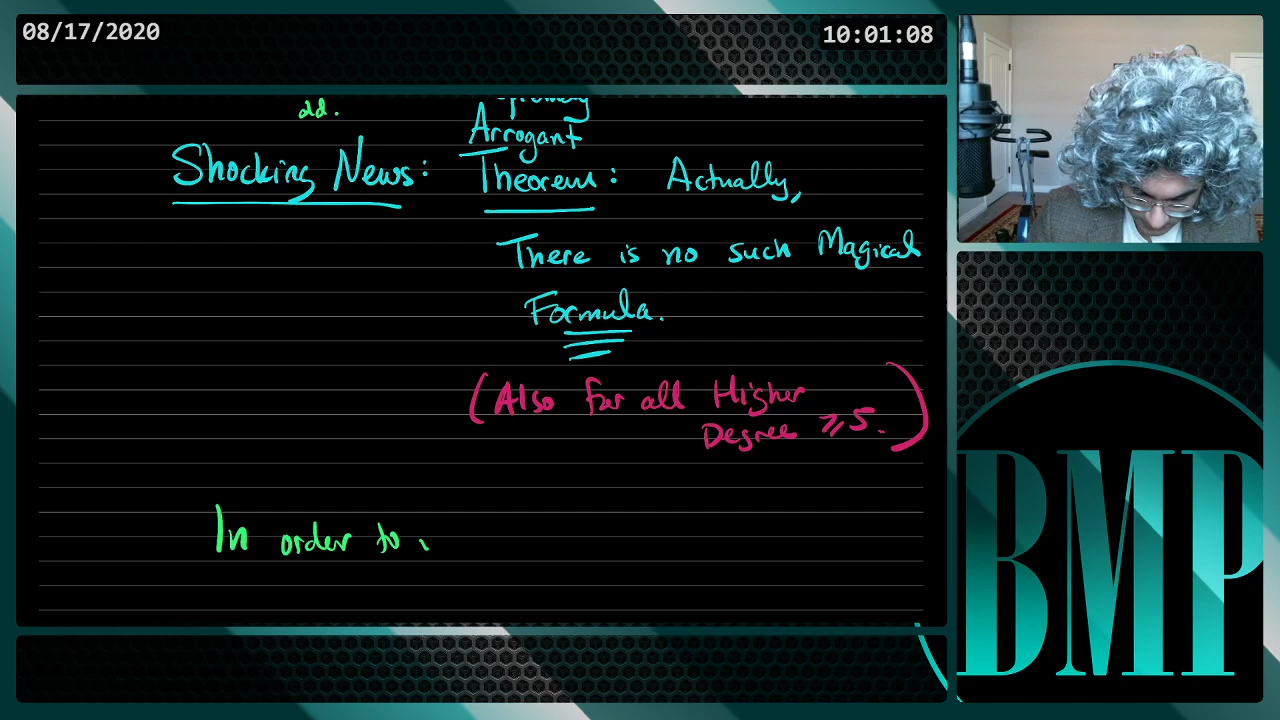 08/17/2020
10:01:08
add.
Arrogant
Shocking News: Theorem: Actually,
There is no such Magical
Formula.
(Also for all Higher
Degree ≥5.)
In order to
BMP